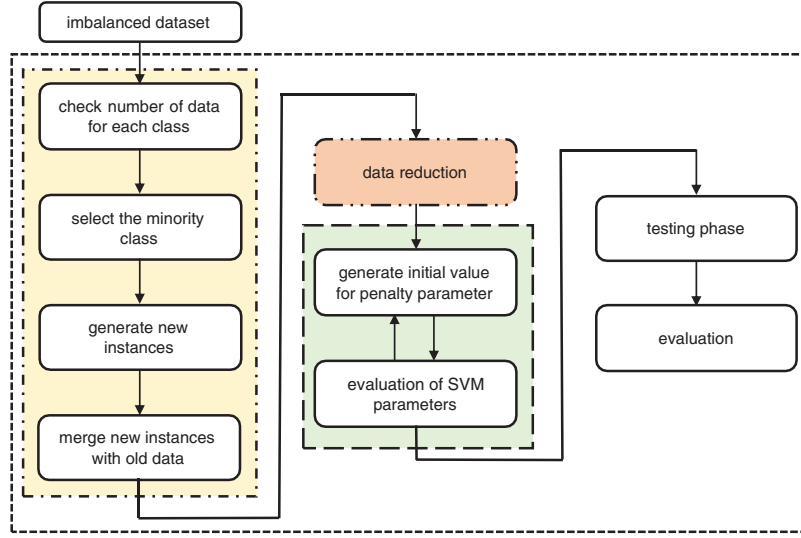 imbalanced dataset
check number of data
for each class
select the minority
class
generate new
instances
merge new instances
with old data
data reduction
generate initial value
for penalty parameter
evaluation of SVM
parameters
testing phase
evaluation